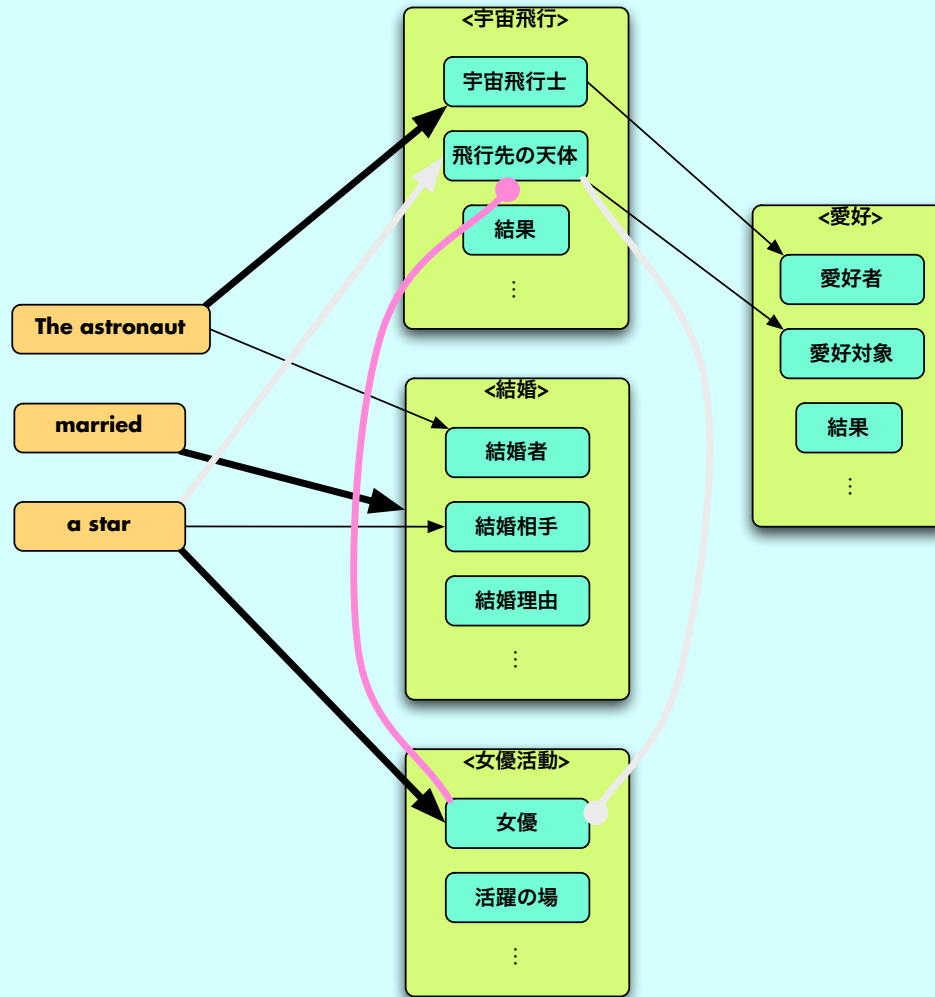 <宇宙飛行>
宇宙飛行士
飛行先の天体
結果
⋮
The astronaut
married
a star
<結婚>
結婚者
結婚相手
結婚理由
⋮
<女優活動>
女優
活躍の場
⋮
<愛好>
愛好者
愛好対象
結果
⋮